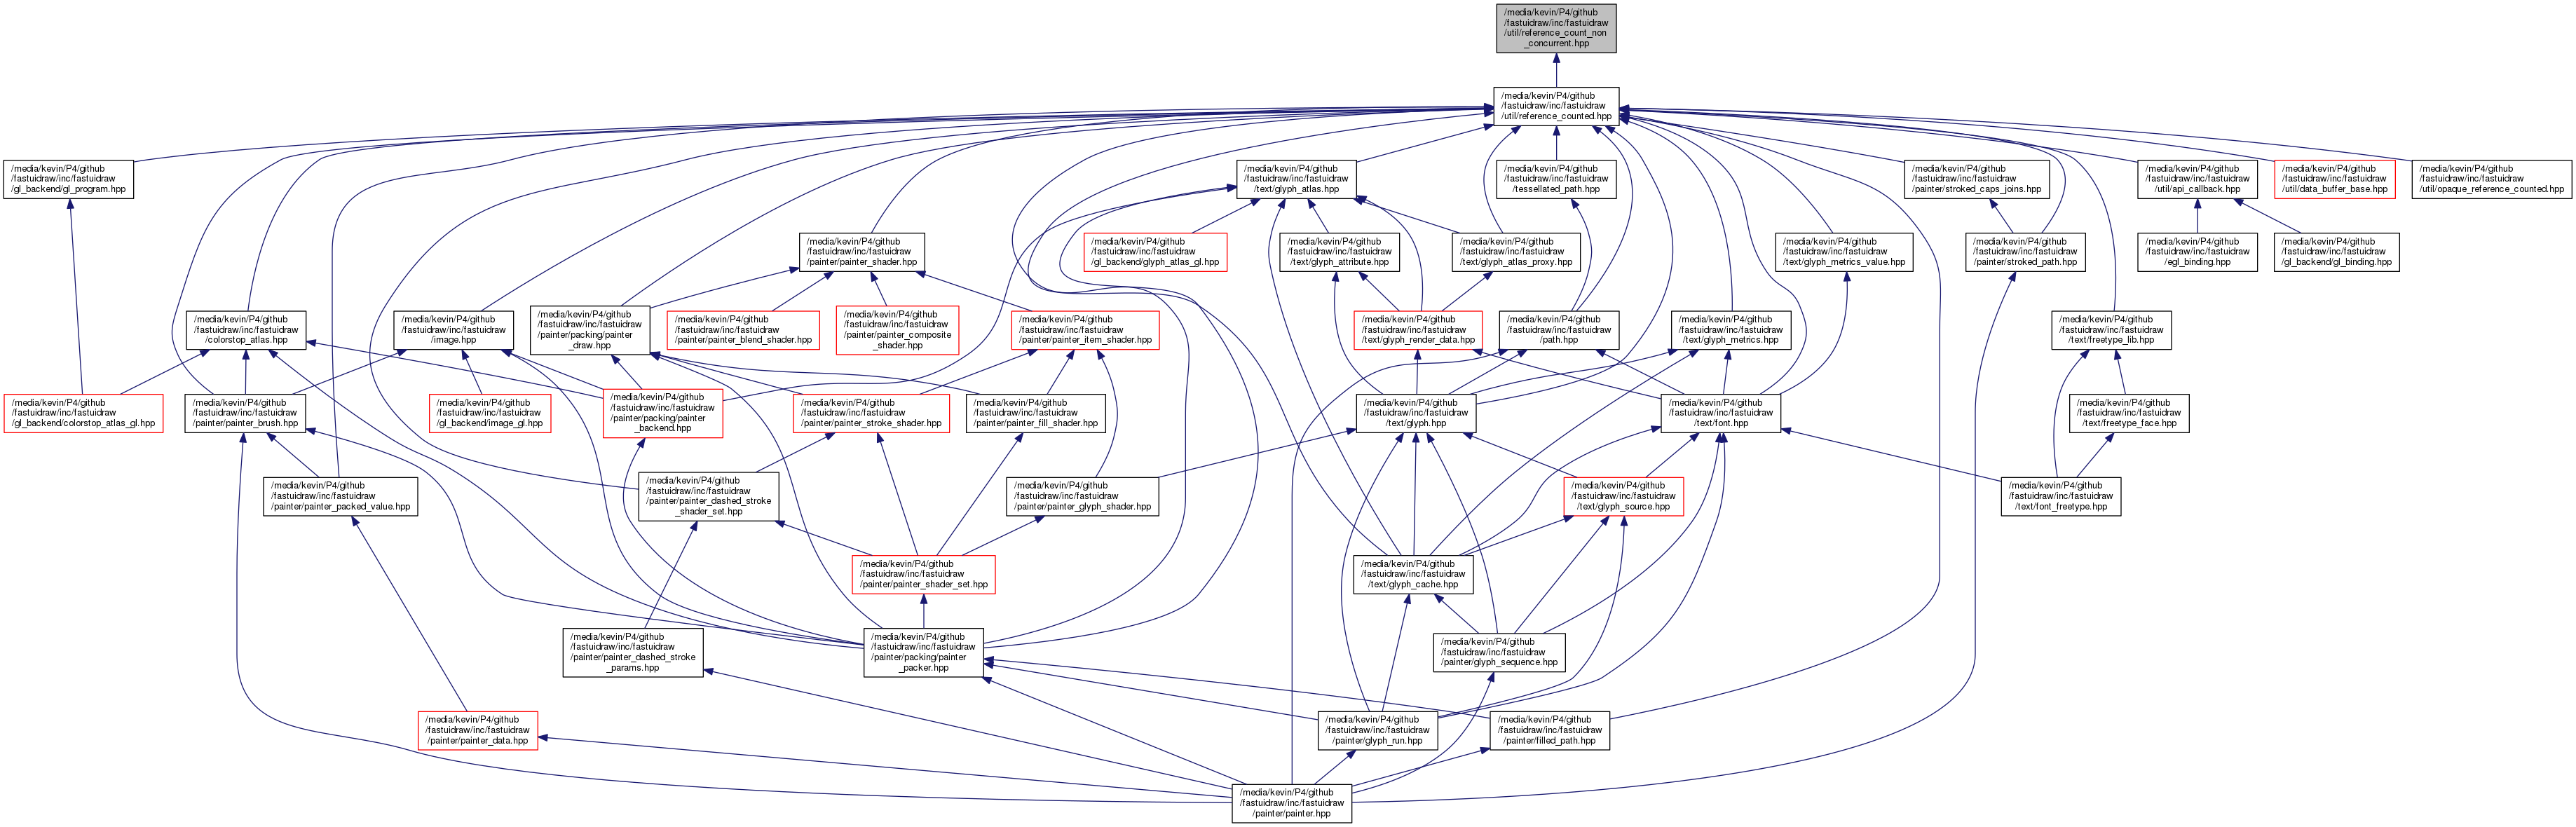 /media/kevin/P4/github
/fastuidraw/inc/fastuidraw
/util/reference_count_non
_concurrent.hpp
/media/kevin/P4/github
/fastuidraw/inc/fastuidraw
/util/reference_counted.hpp
/media/kevin/P4/github
/fastuidraw/inc/fastuidraw
/gl_backend/gl_program.hpp
/media/kevin/P4/github
/fastuidraw/inc/fastuidraw
/text/glyph_atlas.hpp
/media/kevin/P4/github
/fastuidraw/inc/fastuidraw
/tessellated_path.hpp
/media/kevin/P4/github
/fastuidraw/inc/fastuidraw
/painter/stroked_caps_joins.hpp
/media/kevin/P4/github
/fastuidraw/inc/fastuidraw
/util/api_callback.hpp
/media/kevin/P4/github
/fastuidraw/inc/fastuidraw
/util/data_buffer_base.hpp
/media/kevin/P4/github
/fastuidraw/inc/fastuidraw
/util/opaque_reference_counted.hpp
/media/kevin/P4/github
/fastuidraw/inc/fastuidraw
/painter/painter_shader.hpp
/media/kevin/P4/github
/fastuidraw/inc/fastuidraw
/gl_backend/glyph_atlas_gl.hpp
/media/kevin/P4/github
/fastuidraw/inc/fastuidraw
/text/glyph_attribute.hpp
/media/kevin/P4/github
/fastuidraw/inc/fastuidraw
/text/glyph_atlas_proxy.hpp
/media/kevin/P4/github
/fastuidraw/inc/fastuidraw
/text/glyph_metrics_value.hpp
/media/kevin/P4/github
/fastuidraw/inc/fastuidraw
/painter/stroked_path.hpp
/media/kevin/P4/github
/fastuidraw/inc/fastuidraw
/egl_binding.hpp
/media/kevin/P4/github
/fastuidraw/inc/fastuidraw
/gl_backend/gl_binding.hpp
/media/kevin/P4/github
/fastuidraw/inc/fastuidraw
/colorstop_atlas.hpp
/media/kevin/P4/github
/fastuidraw/inc/fastuidraw
/image.hpp
/media/kevin/P4/github
/fastuidraw/inc/fastuidraw
/painter/packing/painter
_draw.hpp
/media/kevin/P4/github
/fastuidraw/inc/fastuidraw
/painter/painter_blend_shader.hpp
/media/kevin/P4/github
/fastuidraw/inc/fastuidraw
/painter/painter_composite
_shader.hpp
/media/kevin/P4/github
/fastuidraw/inc/fastuidraw
/painter/painter_item_shader.hpp
/media/kevin/P4/github
/fastuidraw/inc/fastuidraw
/text/glyph_render_data.hpp
/media/kevin/P4/github
/fastuidraw/inc/fastuidraw
/path.hpp
/media/kevin/P4/github
/fastuidraw/inc/fastuidraw
/text/glyph_metrics.hpp
/media/kevin/P4/github
/fastuidraw/inc/fastuidraw
/text/freetype_lib.hpp
/media/kevin/P4/github
/fastuidraw/inc/fastuidraw
/gl_backend/colorstop_atlas_gl.hpp
/media/kevin/P4/github
/fastuidraw/inc/fastuidraw
/painter/painter_brush.hpp
/media/kevin/P4/github
/fastuidraw/inc/fastuidraw
/gl_backend/image_gl.hpp
/media/kevin/P4/github
/fastuidraw/inc/fastuidraw
/painter/packing/painter
_backend.hpp
/media/kevin/P4/github
/fastuidraw/inc/fastuidraw
/painter/painter_stroke_shader.hpp
/media/kevin/P4/github
/fastuidraw/inc/fastuidraw
/painter/painter_fill_shader.hpp
/media/kevin/P4/github
/fastuidraw/inc/fastuidraw
/text/glyph.hpp
/media/kevin/P4/github
/fastuidraw/inc/fastuidraw
/text/font.hpp
/media/kevin/P4/github
/fastuidraw/inc/fastuidraw
/text/freetype_face.hpp
/media/kevin/P4/github
/fastuidraw/inc/fastuidraw
/painter/painter_packed_value.hpp
/media/kevin/P4/github
/fastuidraw/inc/fastuidraw
/painter/painter_dashed_stroke
_shader_set.hpp
/media/kevin/P4/github
/fastuidraw/inc/fastuidraw
/painter/painter_glyph_shader.hpp
/media/kevin/P4/github
/fastuidraw/inc/fastuidraw
/text/glyph_source.hpp
/media/kevin/P4/github
/fastuidraw/inc/fastuidraw
/text/font_freetype.hpp
/media/kevin/P4/github
/fastuidraw/inc/fastuidraw
/painter/painter_shader_set.hpp
/media/kevin/P4/github
/fastuidraw/inc/fastuidraw
/text/glyph_cache.hpp
/media/kevin/P4/github
/fastuidraw/inc/fastuidraw
/painter/painter_dashed_stroke
_params.hpp
/media/kevin/P4/github
/fastuidraw/inc/fastuidraw
/painter/packing/painter
_packer.hpp
/media/kevin/P4/github
/fastuidraw/inc/fastuidraw
/painter/glyph_sequence.hpp
/media/kevin/P4/github
/fastuidraw/inc/fastuidraw
/painter/painter_data.hpp
/media/kevin/P4/github
/fastuidraw/inc/fastuidraw
/painter/glyph_run.hpp
/media/kevin/P4/github
/fastuidraw/inc/fastuidraw
/painter/filled_path.hpp
/media/kevin/P4/github
/fastuidraw/inc/fastuidraw
/painter/painter.hpp